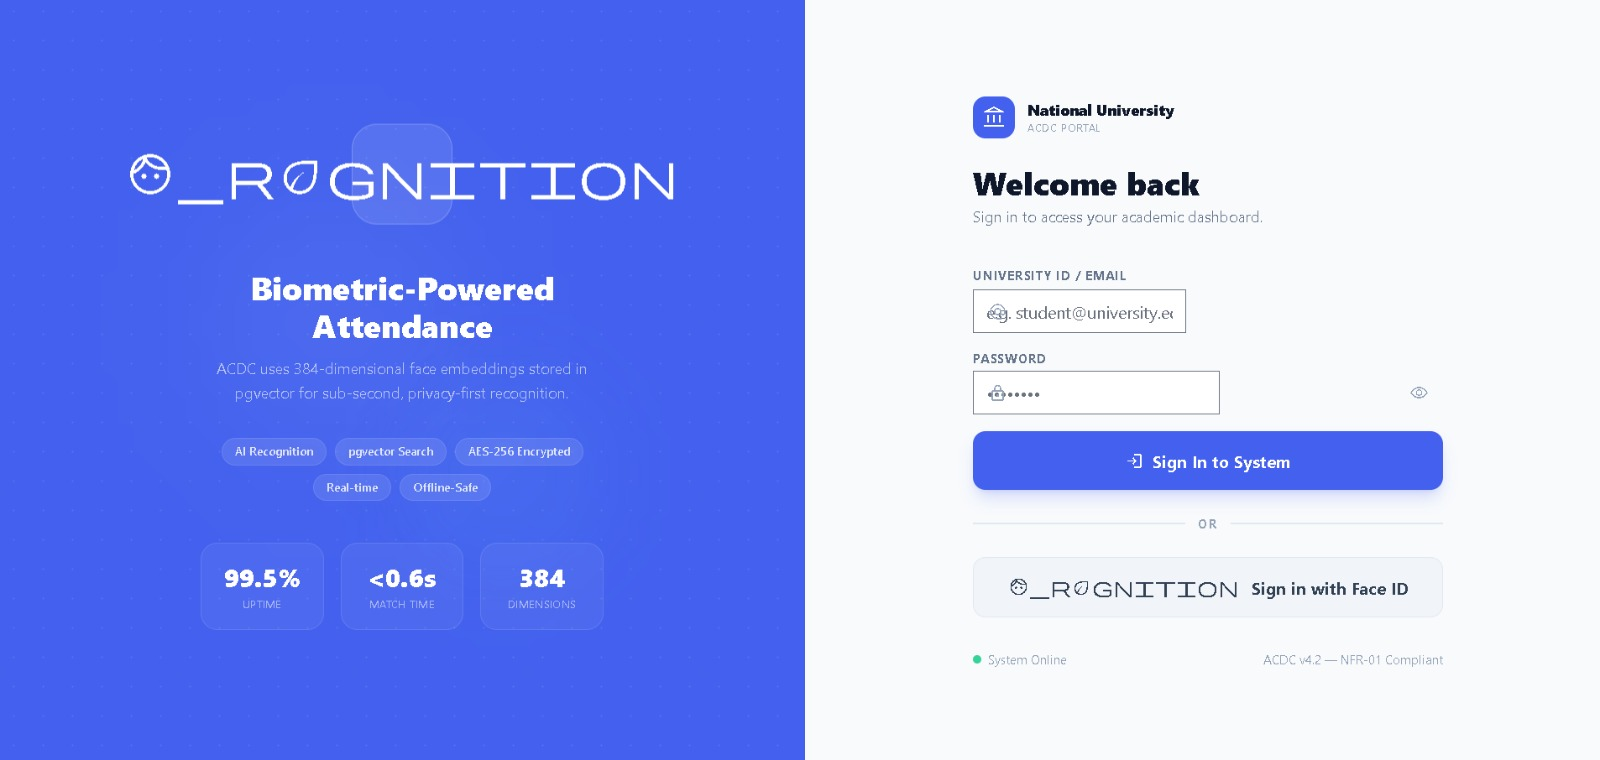 _ROGNITION
Biometric-Powered
Attendance
ACDC uses 384-dimensional face embeddings stored in
pgvector for sub-second, privacy-first recognition.
AI Recognition
pgvector Search
AES-256 Encrypted
Real-time
Offline-Safe
99.5%
UPTIME
<0.6s
MATCH TIME
384
DIMENSIONS
National University
ACDC PORTAL
Welcome back
Sign in to access your academic dashboard.
UNIVERSITY ID / EMAIL
e.g. student@university.e
PASSWORD
Sign In to System
OR
_ROGNITION Sign in with Face ID
System Online
ACDC v4.2 — NFR-01 Compliant